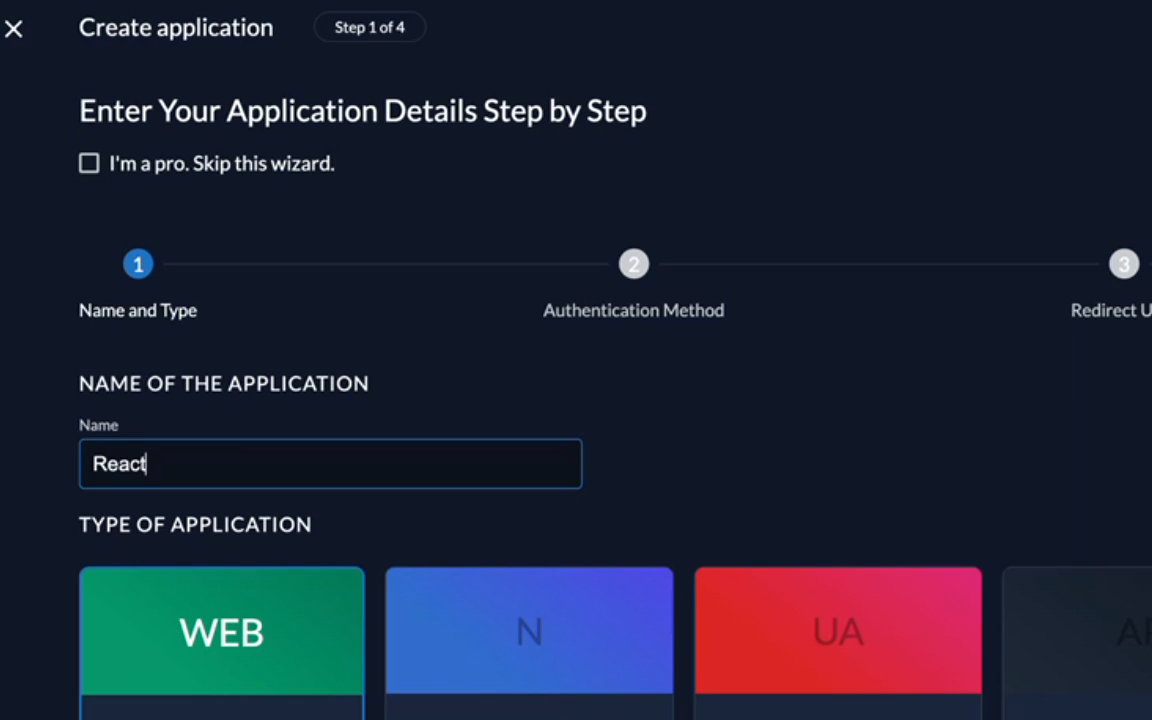 Create application
Step 1 of 4
Enter Your Application Details Step by Step
I'm a pro. Skip this wizard.
1
2
3
Name and Type
Authentication Method
Redirect U
NAME OF THE APPLICATION
Name
React
TYPE OF APPLICATION
WEB
N
UA